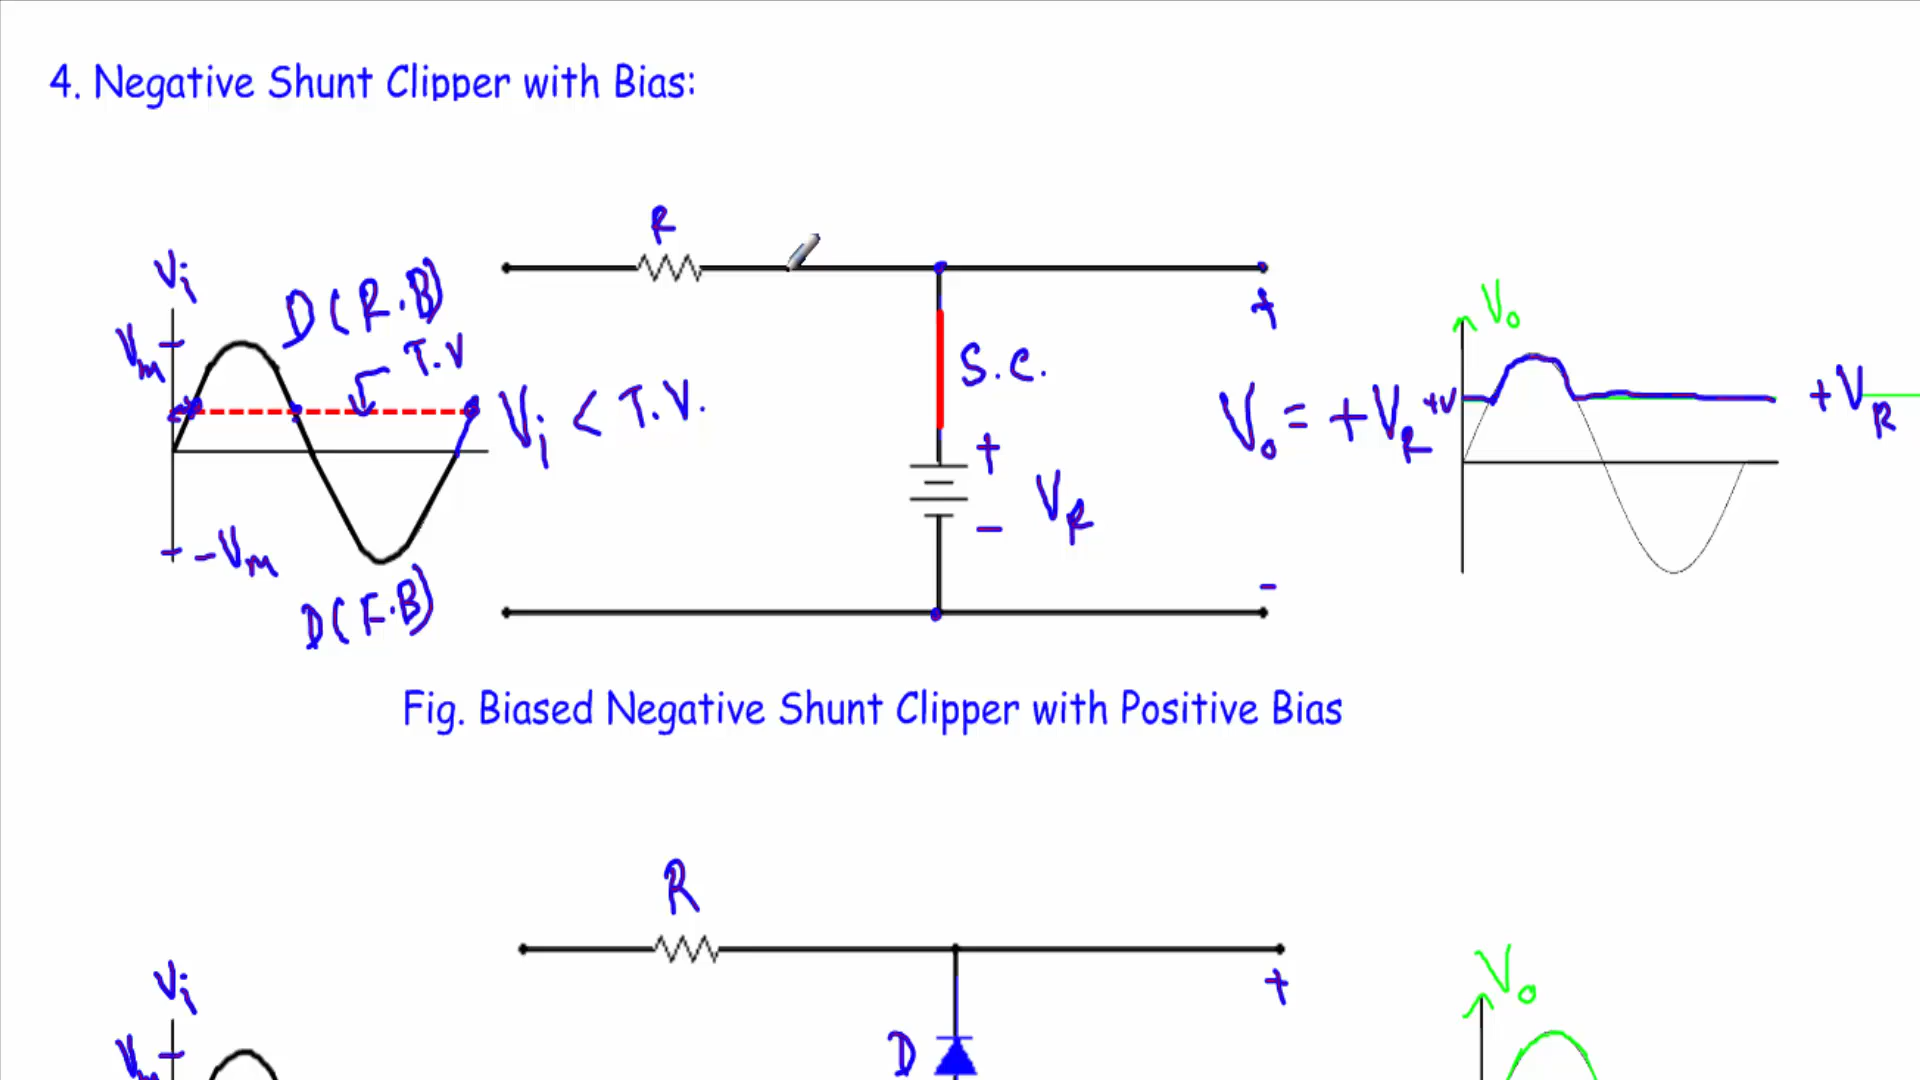 4. Negative Shunt Clipper with Bias:
R
Vi
D(R.B)
Vm
T.V
Vi < T.V.
S.C.
+
Vo
Vo = +VR
+V
+VR
+
VR
-
-Vm
D(F.B)
-
Fig. Biased Negative Shunt Clipper with Positive Bias
R
Vi
+
Vo
Vm
D